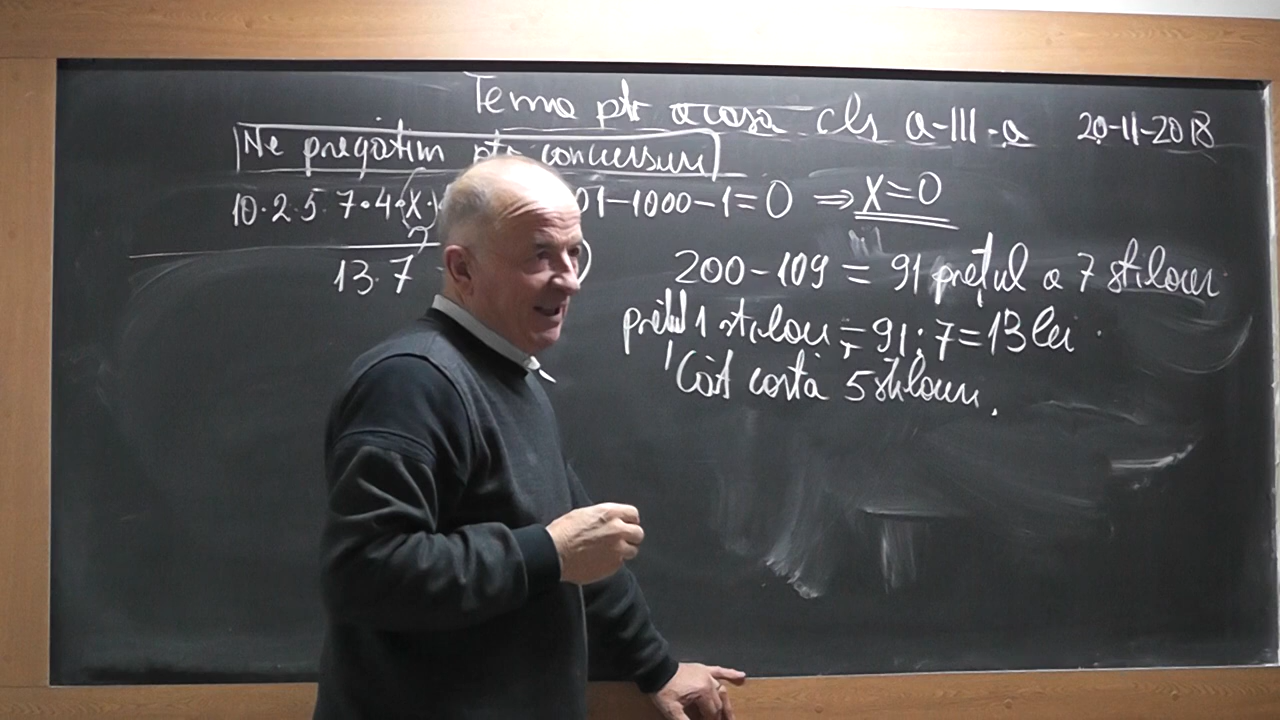 Tema ptr acasa cls a-III-a 20-11-2018
Ne pregatim ptr concursuri
10·2·5·7·4·(x· 01-1000-1=0 ⇒ x=0
13·7
200-109 = 91 prețul a 7 stilouri
prețul 1 stilou = 91:7=13 lei
Cât costa 5 stilouri.